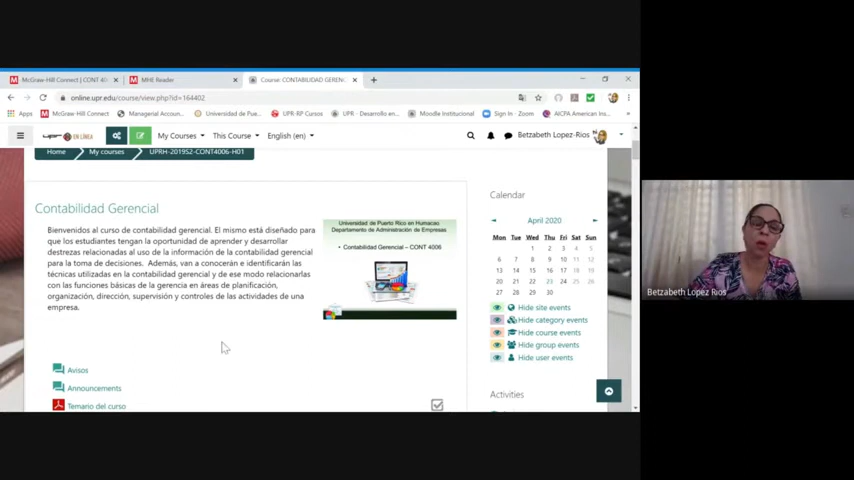 McGraw-Hill Connect | CONT 40
MHE Reader
Course: CONTABILIDAD GERENC
online.upr.edu/course/view.php?id=164402
Apps
McGraw-Hill Connect
Managerial Account...
Universidad de Pue...
UPR-RP Cursos
UPR - Desarrollo en...
Moodle Institucional
Sign In - Zoom
AICPA American Ins...
My Courses
This Course
English (en)
Betzabeth Lopez-Rios
Home
My courses
UPRH-2019S2-CONT4006-H01
Contabilidad Gerencial
Bienvenidos al curso de contabilidad gerencial. El mismo está diseñado para
que los estudiantes tengan la oportunidad de aprender y desarrollar
destrezas relacionadas al uso de la información de la contabilidad gerencial
para la toma de decisiones. Además, van a conocerán e identificarán las
técnicas utilizadas en la contabilidad gerencial y de ese modo relacionarlas
con las funciones básicas de la gerencia en áreas de planificación,
organización, dirección, supervisión y controles de las actividades de una
empresa.
Universidad de Puerto Rico en Humacao
Departamento de Administración de Empresas
• Contabilidad Gerencial – CONT 4006
Avisos
Announcements
Temario del curso
Calendar
April 2020
Mon Tue Wed Thu Fri Sat Sun
1 2 3 4 5
6 7 8 9 10 11 12
13 14 15 16 17 18 19
20 21 22 23 24 25 26
27 28 29 30
Hide site events
Hide category events
Hide course events
Hide group events
Hide user events
Activities
Betzabeth Lopez Rios